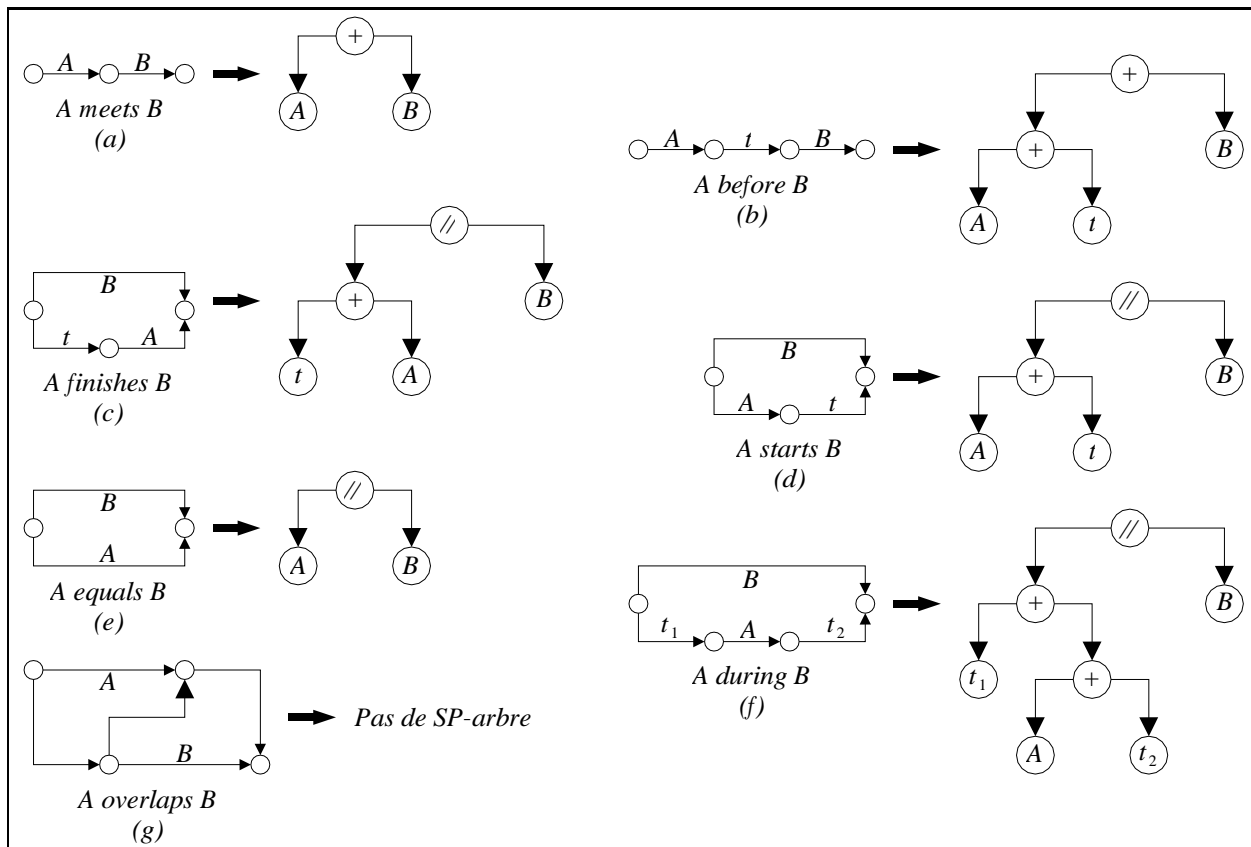 A B
+
A B
A meets B
(a)
+
+ B
A t
A t B
A before B
(b)
//
+ B
t A
B
t A
A finishes B
(c)
//
+ B
A t
B
A t
A starts B
(d)
//
A B
B
A
A equals B
(e)
//
+ B
t1 +
A t2
B
t1 A t2
A during B
(f)
A
B
Pas de SP-arbre
A overlaps B
(g)